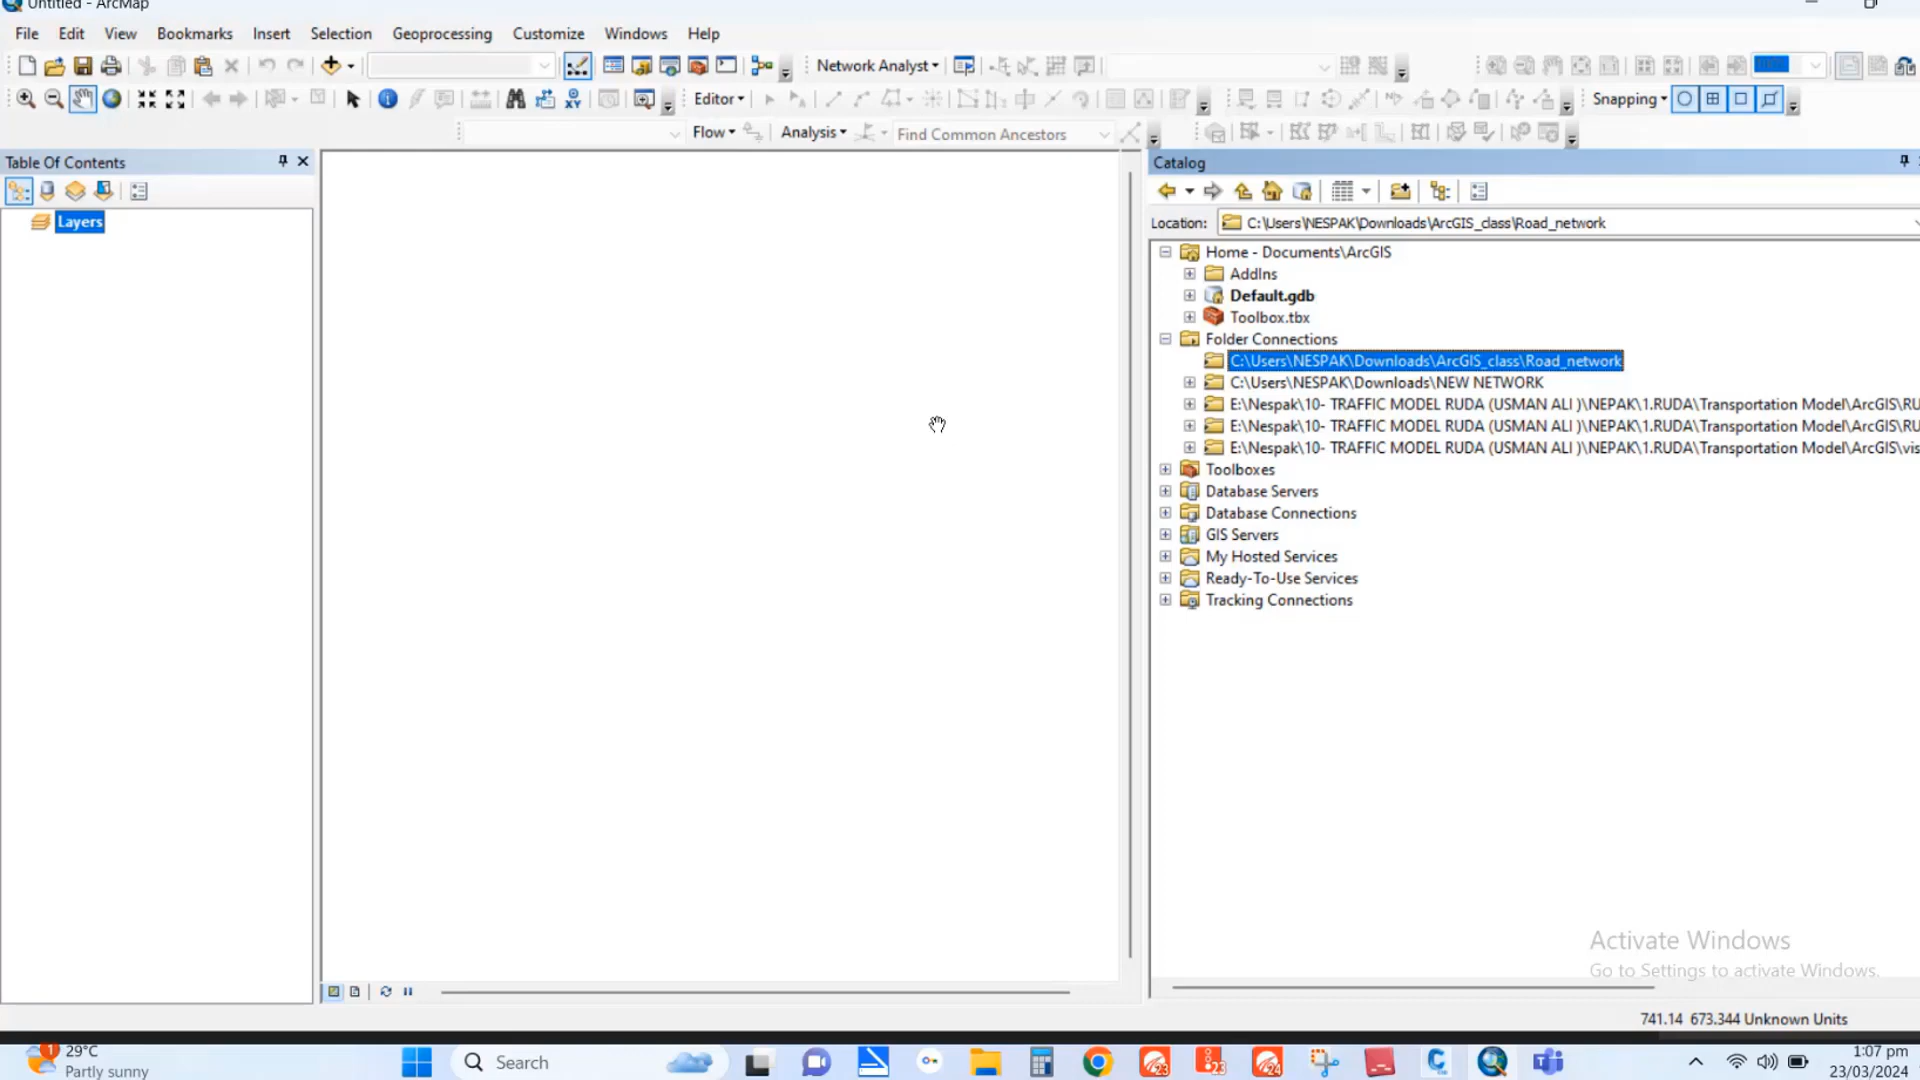 Untitled - ArcMap
File Edit View Bookmarks Insert Selection Geoprocessing Customize Windows Help
Network Analyst
Editor Snapping
Flow Analysis Find Common Ancestors
Table Of Contents
Layers
Catalog
Location: C:\Users\NESPAK\Downloads\ArcGIS_class\Road_network
Home - Documents\ArcGIS
AddIns
Default.gdb
Toolbox.tbx
Folder Connections
C:\Users\NESPAK\Downloads\ArcGIS_class\Road_network
C:\Users\NESPAK\Downloads\NEW NETWORK
E:\Nespak\10- TRAFFIC MODEL RUDA (USMAN ALI )\NEPAK\1.RUDA\Transportation Model\ArcGIS\RU
E:\Nespak\10- TRAFFIC MODEL RUDA (USMAN ALI )\NEPAK\1.RUDA\Transportation Model\ArcGIS\RU
E:\Nespak\10- TRAFFIC MODEL RUDA (USMAN ALI )\NEPAK\1.RUDA\Transportation Model\ArcGIS\vis
Toolboxes
Database Servers
Database Connections
GIS Servers
My Hosted Services
Ready-To-Use Services
Tracking Connections
Activate Windows
Go to Settings to activate Windows.
741.14 673.344 Unknown Units
1
29°C
Partly sunny
Search
23 23 24
1:07 pm
23/03/2024